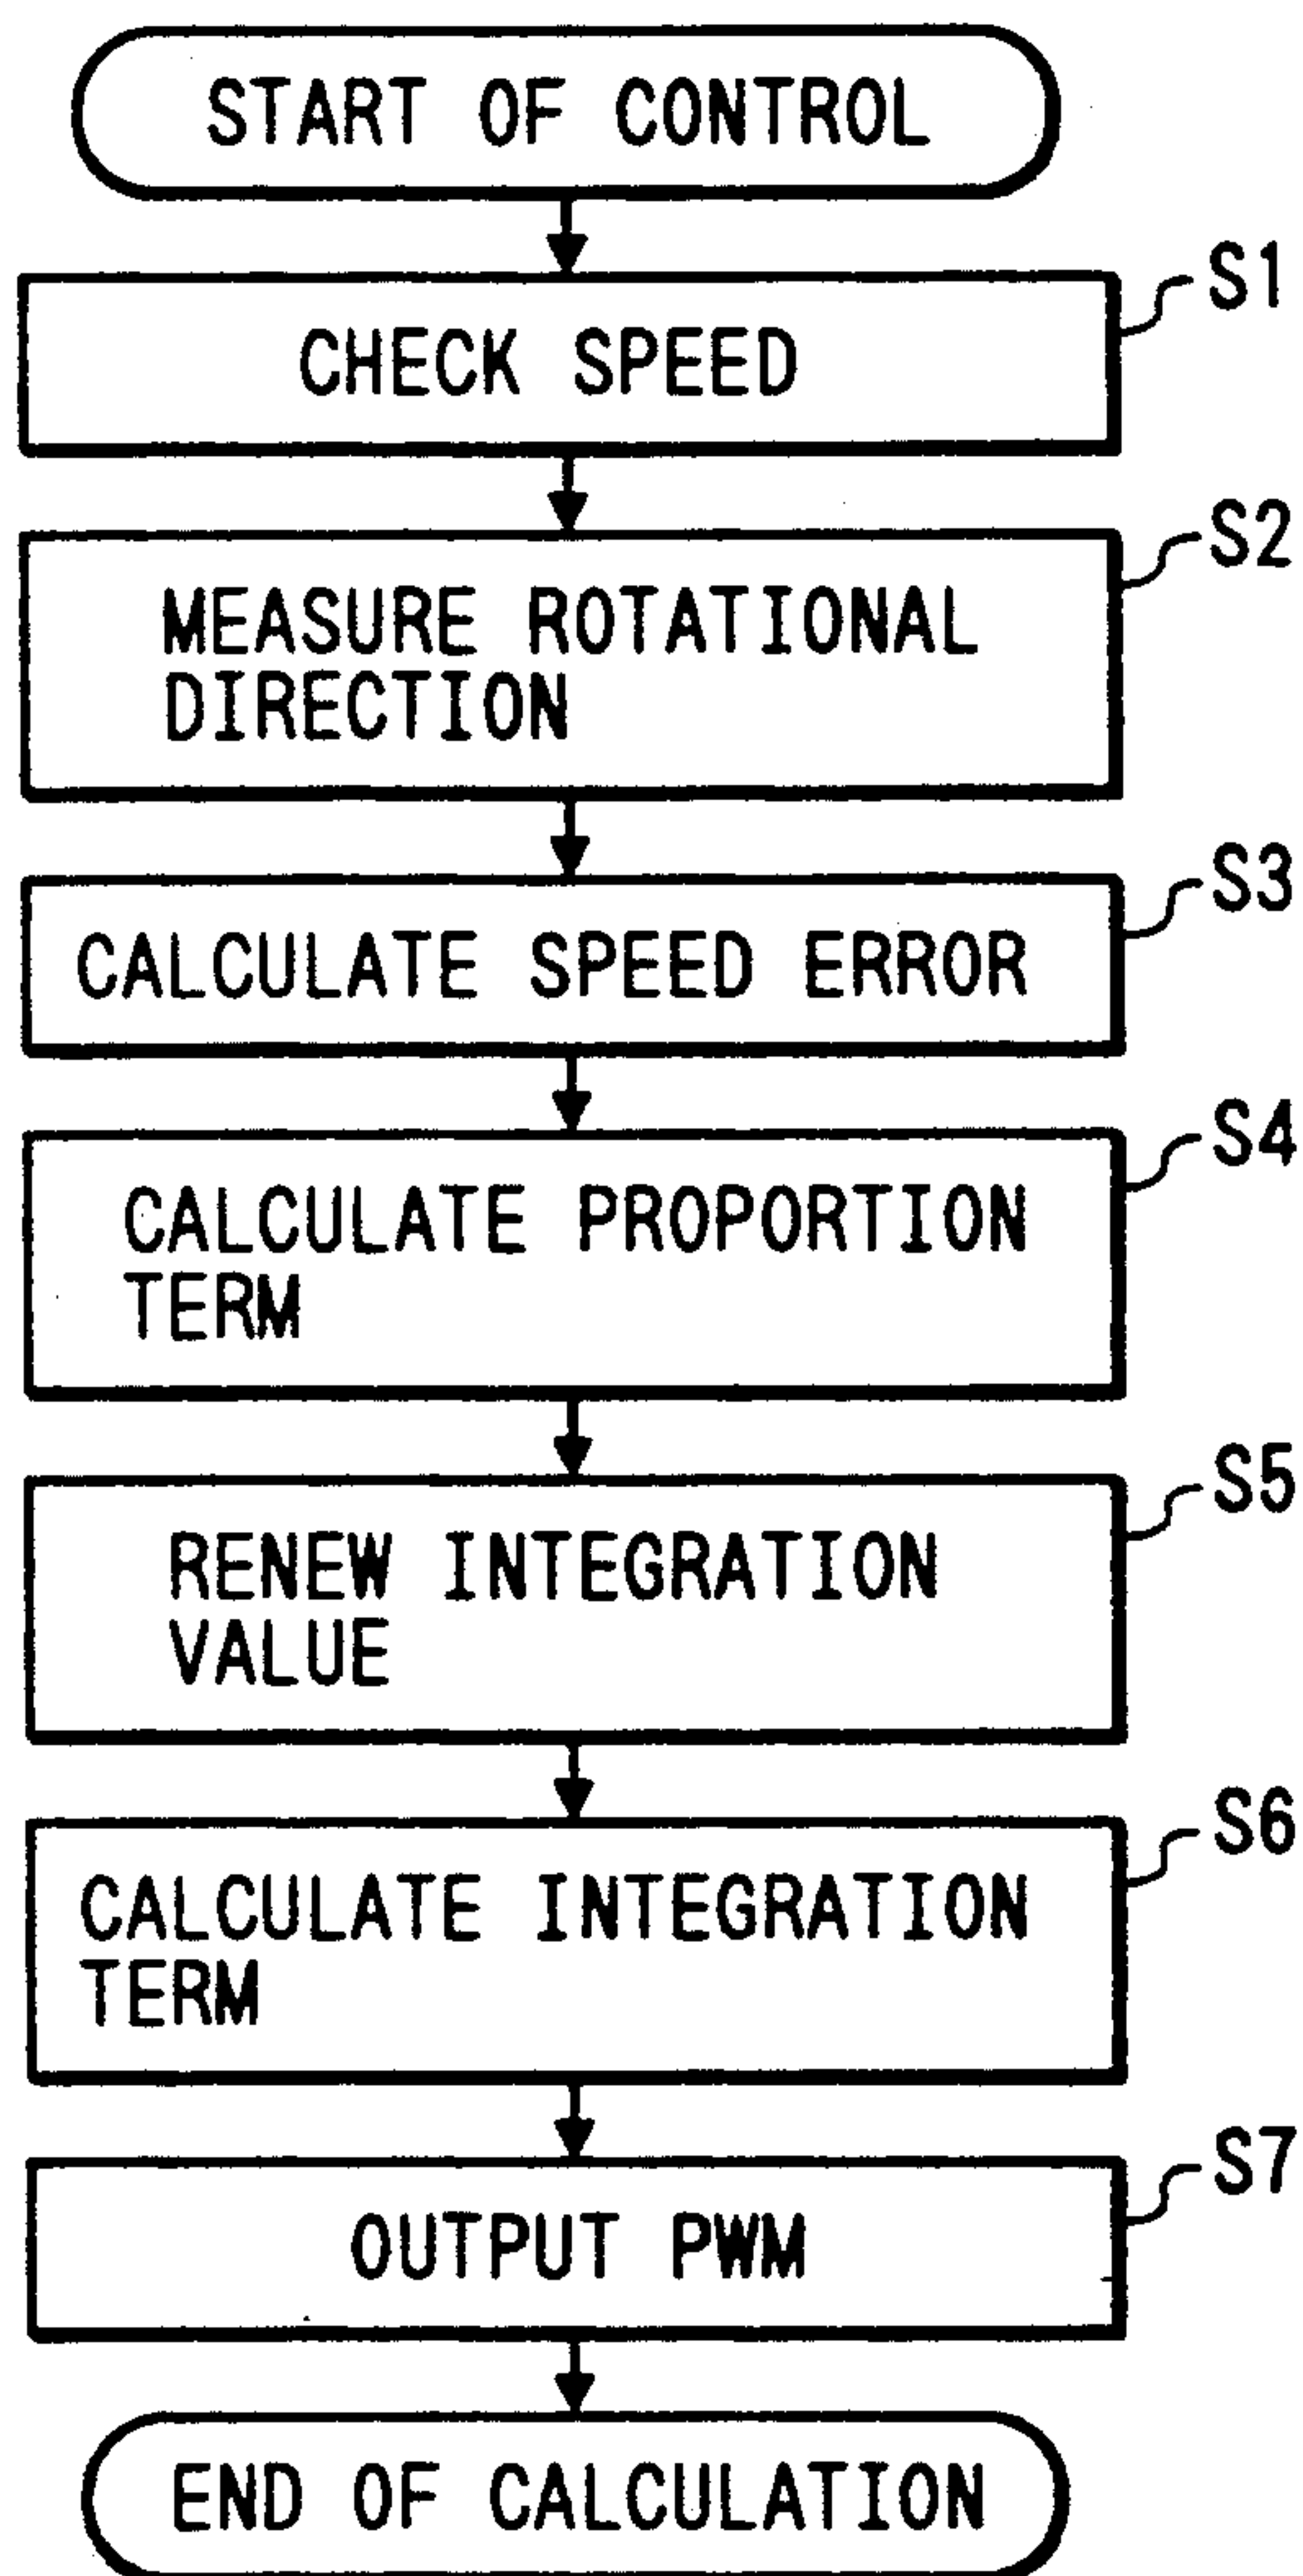 START OF CONTROL
S1
CHECK SPEED
S2
MEASURE ROTATIONAL
DIRECTION
S3
CALCULATE SPEED ERROR
S4
CALCULATE PROPORTION
TERM
S5
RENEW INTEGRATION
VALUE
S6
CALCULATE INTEGRATION
TERM
S7
OUTPUT PWM
END OF CALCULATION